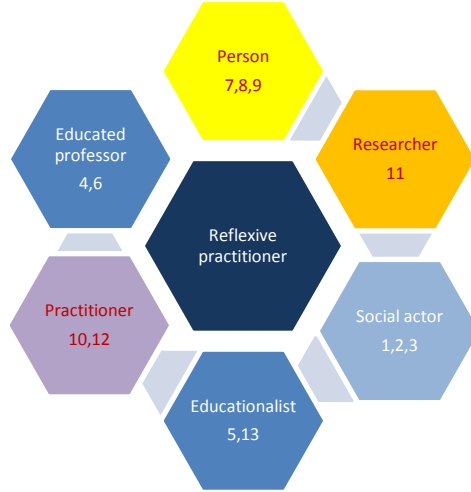 Person
7,8,9
Educated
professor
4,6
Researcher
11
Reflexive
practitioner
Practitioner
10,12
Social actor
1,2,3
Educationalist
5,13